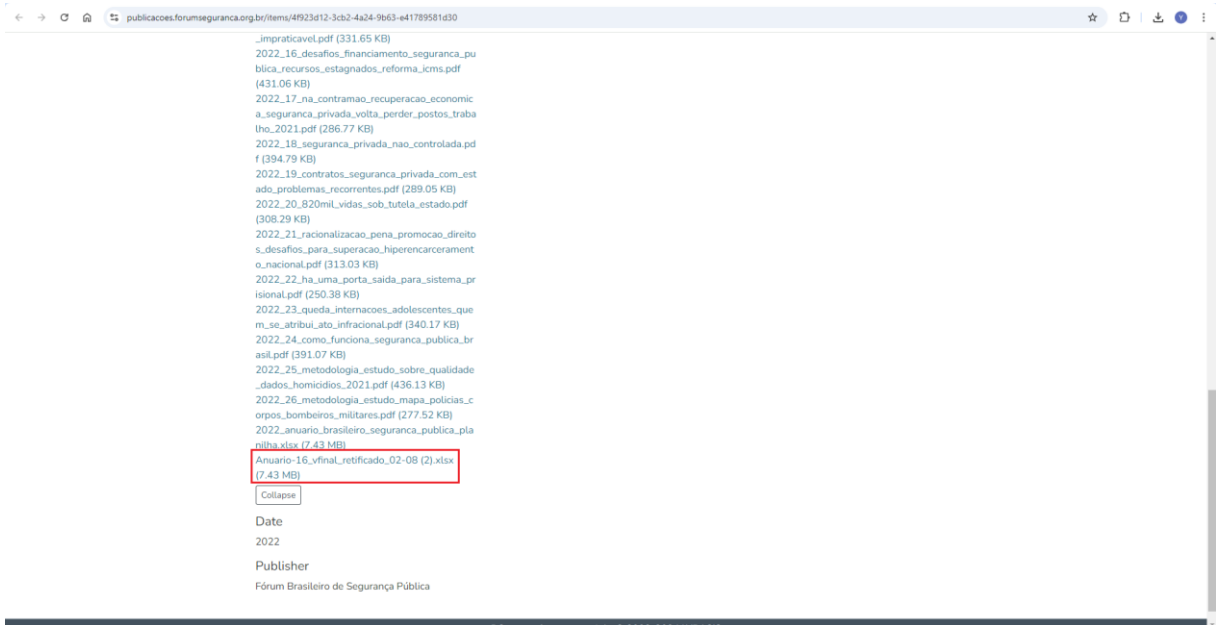 publicacoes.forumseguranca.org.br/items/4f923d12-3cb2-4a24-9b63-e41789581d30
_impraticavel.pdf (331.65 KB)
2022_16_desafios_financiamento_seguranca_pu
blica_recursos_estagnados_reforma_icms.pdf
(431.06 KB)
2022_17_na_contramao_recuperacao_economic
a_seguranca_privada_volta_perder_postos_traba
lho_2021.pdf (286.77 KB)
2022_18_seguranca_privada_nao_controlada.pd
f (394.79 KB)
2022_19_contratos_seguranca_privada_com_est
ado_problemas_recorrentes.pdf (289.05 KB)
2022_20_820mil_vidas_sob_tutela_estado.pdf
(308.29 KB)
2022_21_racionalizacao_pena_promocao_direito
s_desafios_para_superacao_hiperencarcerament
o_nacional.pdf (313.03 KB)
2022_22_ha_uma_porta_saida_para_sistema_pr
isional.pdf (250.38 KB)
2022_23_queda_internacoes_adolescentes_que
m_se_atribui_ato_infracional.pdf (340.17 KB)
2022_24_como_funciona_seguranca_publica_br
asil.pdf (391.07 KB)
2022_25_metodologia_estudo_sobre_qualidade
_dados_homicidios_2021.pdf (436.13 KB)
2022_26_metodologia_estudo_mapa_policias_c
orpos_bombeiros_militares.pdf (277.52 KB)
2022_anuario_brasileiro_seguranca_publica_pla
nilha.xlsx (7.43 MB)
Anuario-16_vfinal_retificado_02-08 (2).xlsx
(7.43 MB)
Collapse
Date
2022
Publisher
Fórum Brasileiro de Segurança Pública